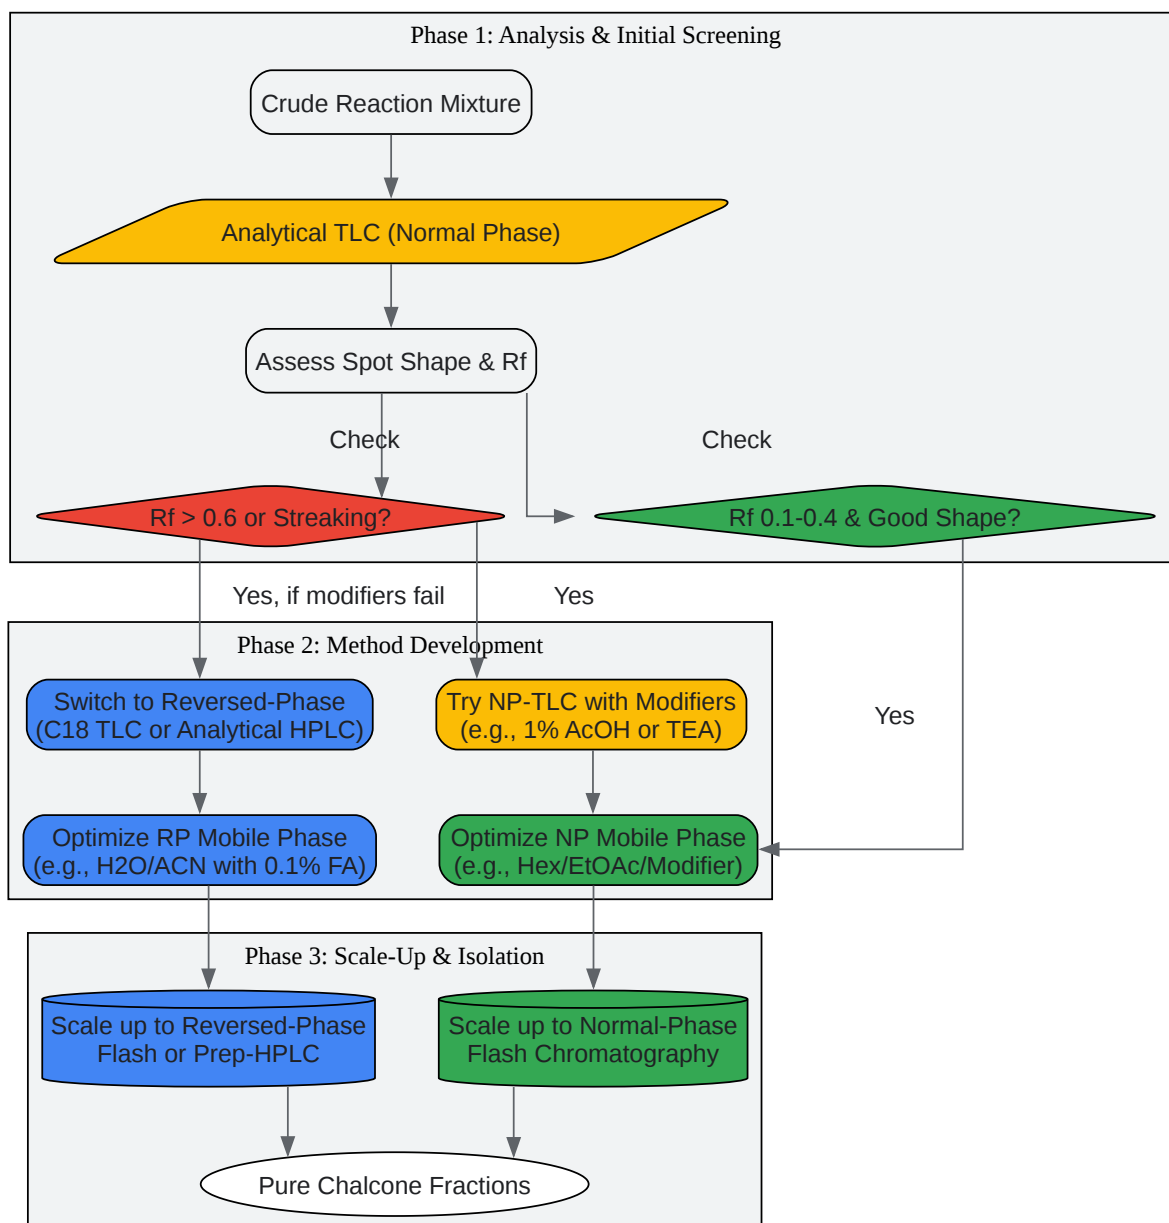 Phase 1: Analysis & Initial Screening
Crude Reaction Mixture
Analytical TLC (Normal Phase)
Assess Spot Shape & Rf
Check
Check
Rf > 0.6 or Streaking?
Rf 0.1-0.4 & Good Shape?
Yes, if modifiers fail
Yes
Phase 2: Method Development
Switch to Reversed-Phase
(C18 TLC or Analytical HPLC)
Try NP-TLC with Modifiers
(e.g., 1% AcOH or TEA)
Yes
Optimize RP Mobile Phase
(e.g., H2O/ACN with 0.1% FA)
Optimize NP Mobile Phase
(e.g., Hex/EtOAc/Modifier)
Phase 3: Scale-Up & Isolation
Scale up to Reversed-Phase
Flash or Prep-HPLC
Scale up to Normal-Phase
Flash Chromatography
Pure Chalcone Fractions